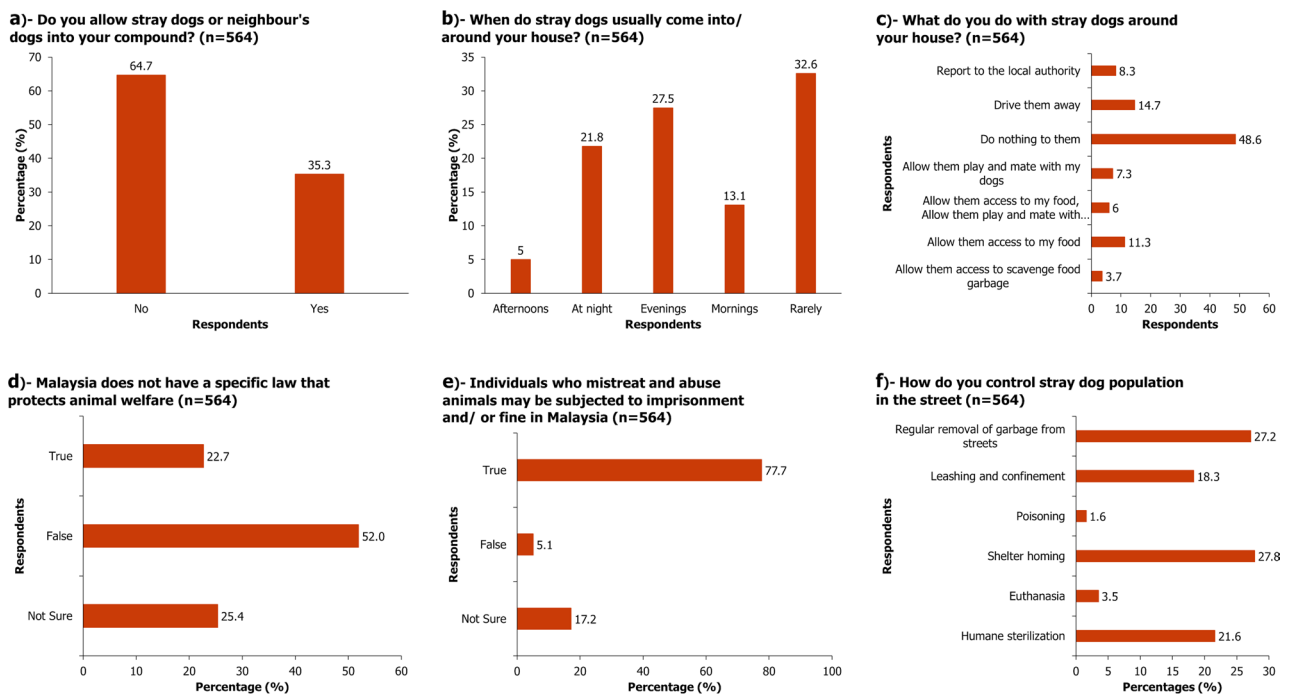 a)- Do you allow stray dogs or neighbour's
dogs into your compound? (n=564)
70
60
50
40
30
20
10
0
Percentage (%)
64.7
35.3
No
Yes
Respondents
b)- When do stray dogs usually come into/
around your house? (n=564)
35
30
25
20
15
10
5
0
Percentage (%)
5
21.8
27.5
13.1
32.6
Afternoons
At night
Evenings
Mornings
Rarely
Respondents
c)- What do you do with stray dogs around
your house? (n=564)
Respondents
Report to the local authority
8.3
Drive them away
14.7
Do nothing to them
48.6
Allow them play and mate with my
dogs
7.3
Allow them access to my food,
Allow them play and mate with...
6
Allow them access to my food
11.3
Allow them access to scavenge food
garbage
3.7
0 10 20 30 40 50 60
Respondents
d)- Malaysia does not have a specific law that
protects animal welfare (n=564)
Respondents
True
22.7
False
52.0
Not Sure
25.4
0 10 20 30 40 50 60
Percentage (%)
e)- Individuals who mistreat and abuse
animals may be subjected to imprisonment
and/ or fine in Malaysia (n=564)
Respondents
True
77.7
False
5.1
Not Sure
17.2
0 20 40 60 80 100
Percentage (%)
f)- How do you control stray dog population
in the street (n=564)
Respondents
Regular removal of garbage from
streets
27.2
Leashing and confinement
18.3
Poisoning
1.6
Shelter homing
27.8
Euthanasia
3.5
Humane sterilization
21.6
0 5 10 15 20 25 30
Percentages (%)